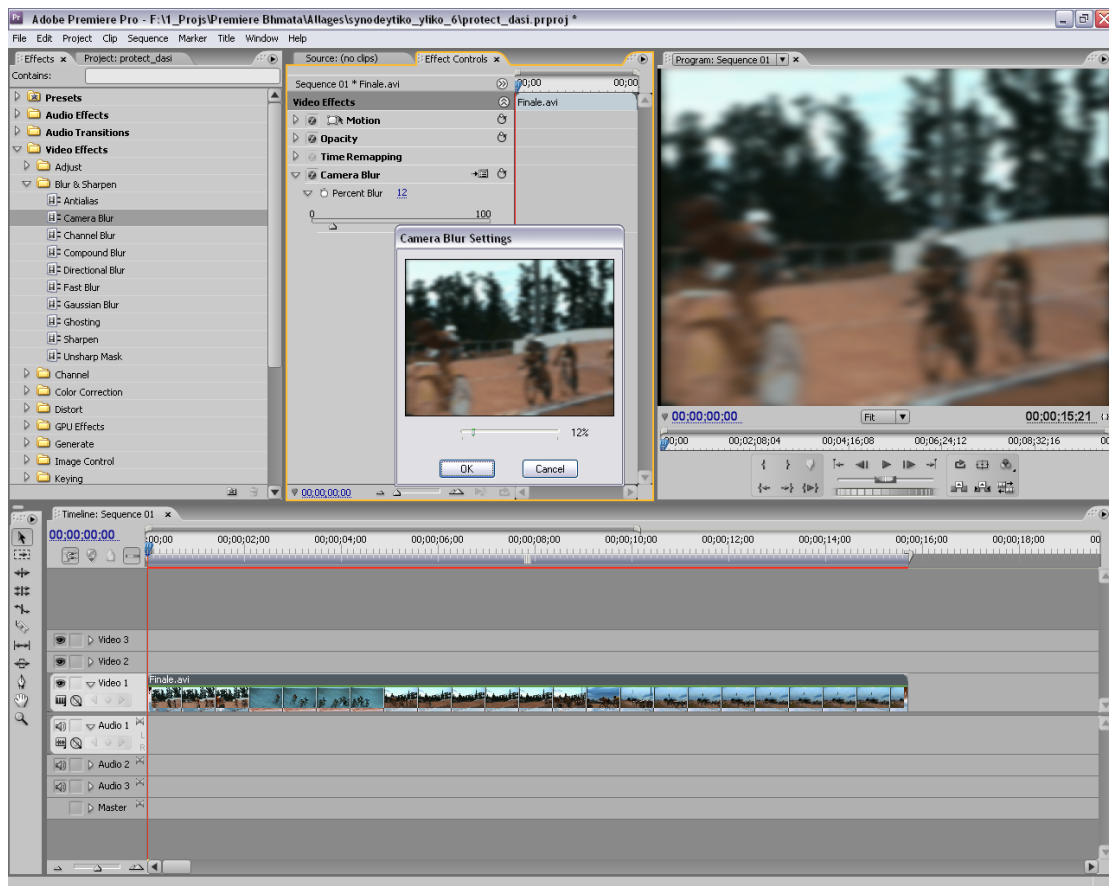 Adobe Premiere Pro - F:\1_Projs\Premiere Bhmata\Allages\synodeytiko_yliko_6\protect_dasi.prproj *
File Edit Project Clip Sequence Marker Title Window Help
Effects x Project: protect_dasi
Contains:
Presets
Audio Effects
Audio Transitions
Video Effects
Adjust
Blur & Sharpen
Antialias
Camera Blur
Channel Blur
Compound Blur
Directional Blur
Fast Blur
Gaussian Blur
Ghosting
Sharpen
Unsharp Mask
Channel
Color Correction
Distort
GPU Effects
Generate
Image Control
Keying
Source: (no clips) Effect Controls x
Sequence 01 * Finale.avi
00;00
Video Effects
Finale.avi
Motion
Opacity
Time Remapping
Camera Blur
Percent Blur 12
0 100
00;00;00;00
Camera Blur Settings
12%
OK Cancel
Program: Sequence 01 x
00;00;00;00 Fit 00;00;15;21
00;00 00;02;08;04 00;04;16;08 00;06;24;12 00;08;32;16
Timeline: Sequence 01 x
00;00;00;00
;00;00 00;00;02;00 00;00;04;00 00;00;06;00 00;00;08;00 00;00;10;00 00;00;12;00 00;00;14;00 00;00;16;00 00;00;18;00
Video 3
Video 2
Video 1
Finale.avi
Audio 1
L
R
Audio 2
Audio 3
Master